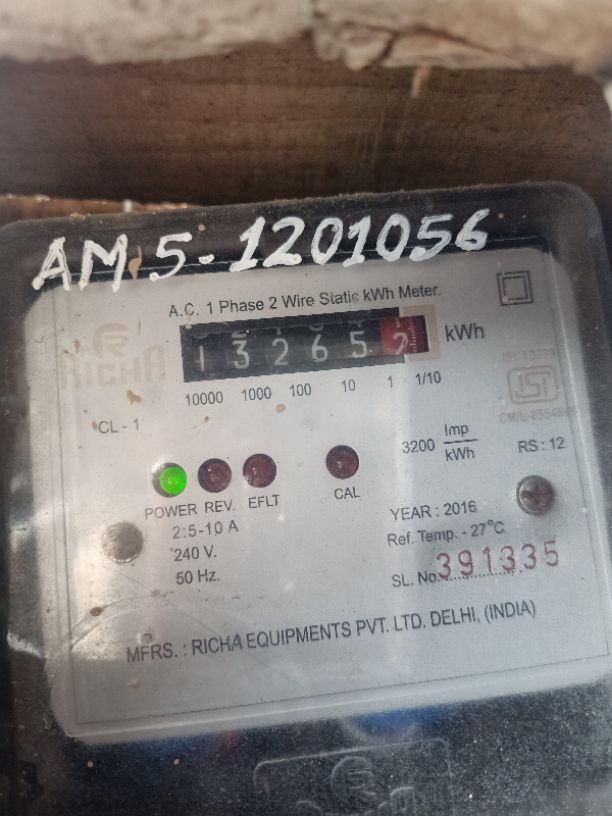 AM 5-1201056
A.C. 1 Phase 2 Wire Static kWh Meter.
RICHA
132652 kWh
10000 1000 100 10 1 1/10
CL - 1
ISI
3200 Imp/kWh
RS : 12
POWER REV. EFLT CAL
2:5-10 A
240 V.
50 Hz.
YEAR : 2016
Ref. Temp. - 27°C
SL. No. 391335
MFRS. : RICHA EQUIPMENTS PVT. LTD. DELHI, (INDIA)